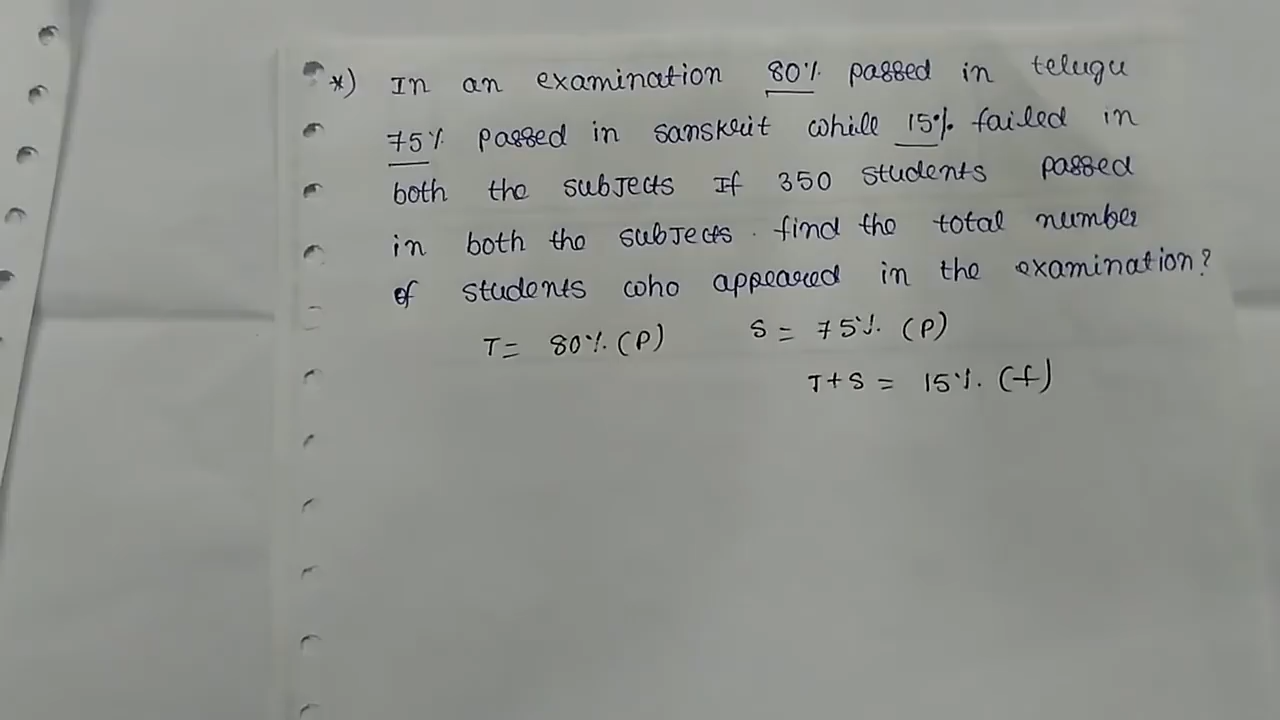 *) In an examination 80% passed in telugu
75% passed in sanskrit while 15% failed in
both the subjects If 350 students passed
in both the subjects. find the total number
of students who appeared in the examination?
T= 80% (P) S = 75% (P)
T+S = 15% (f)